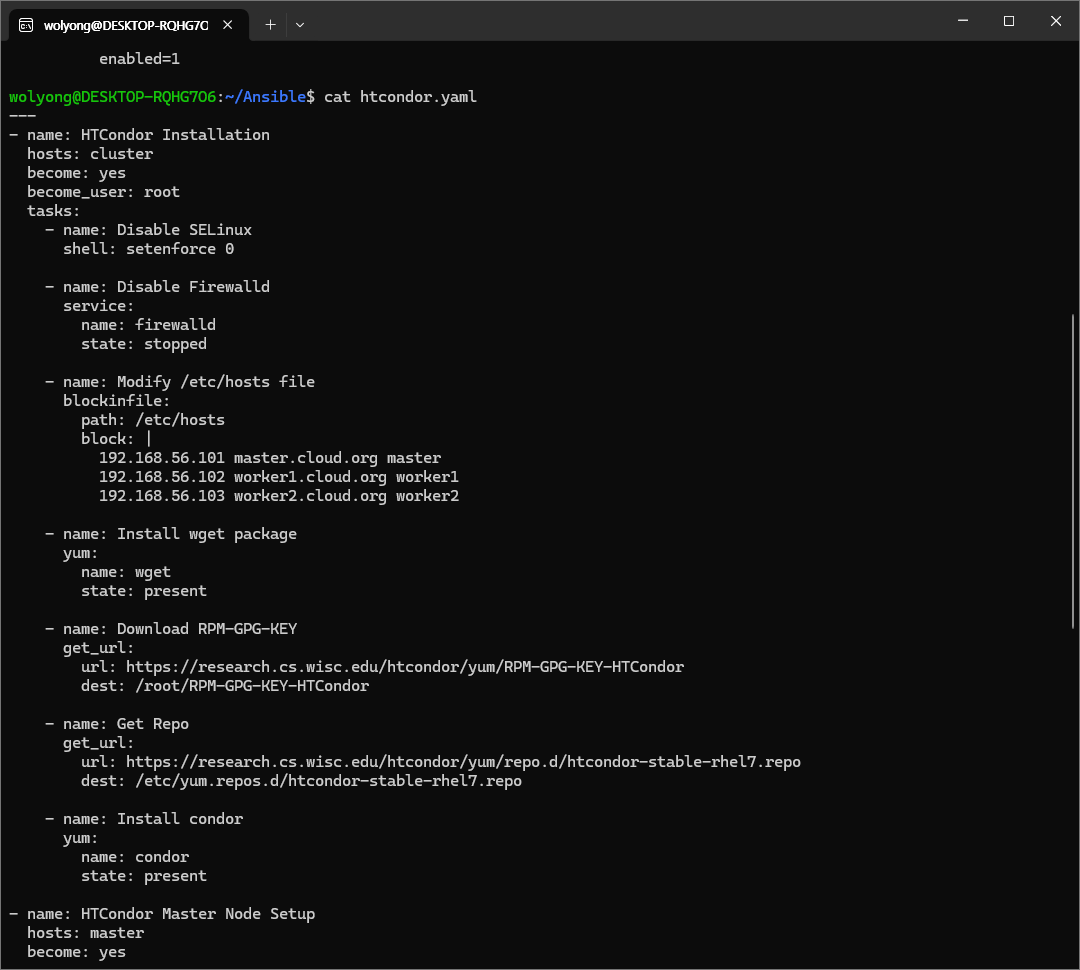 wolyong@DESKTOP-RQHG7O
enabled=1
wolyong@DESKTOP-RQHG7O6:~/Ansible$ cat htcondor.yaml
---
- name: HTCondor Installation
  hosts: cluster
  become: yes
  become_user: root
  tasks:
    - name: Disable SELinux
      shell: setenforce 0
    - name: Disable Firewalld
      service:
        name: firewalld
        state: stopped
    - name: Modify /etc/hosts file
      blockinfile:
        path: /etc/hosts
        block: |
          192.168.56.101 master.cloud.org master
          192.168.56.102 worker1.cloud.org worker1
          192.168.56.103 worker2.cloud.org worker2
    - name: Install wget package
      yum:
        name: wget
        state: present
    - name: Download RPM-GPG-KEY
      get_url:
        url: https://research.cs.wisc.edu/htcondor/yum/RPM-GPG-KEY-HTCondor
        dest: /root/RPM-GPG-KEY-HTCondor
    - name: Get Repo
      get_url:
        url: https://research.cs.wisc.edu/htcondor/yum/repo.d/htcondor-stable-rhel7.repo
        dest: /etc/yum.repos.d/htcondor-stable-rhel7.repo
    - name: Install condor
      yum:
        name: condor
        state: present
- name: HTCondor Master Node Setup
  hosts: master
  become: yes